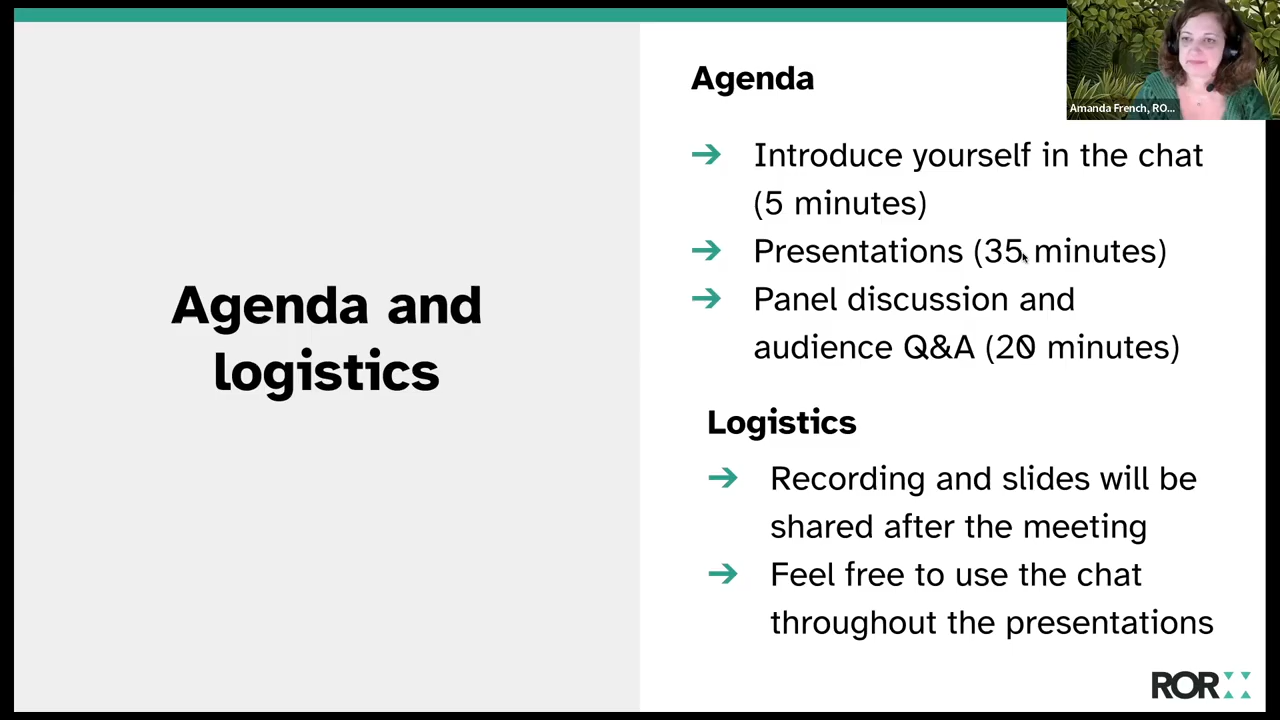 Agenda and
logistics
Agenda
➔ Introduce yourself in the chat
(5 minutes)
➔ Presentations (35 minutes)
➔ Panel discussion and
audience Q&A (20 minutes)
Logistics
➔ Recording and slides will be
shared after the meeting
➔ Feel free to use the chat
throughout the presentations
Amanda French, RO...
ROR